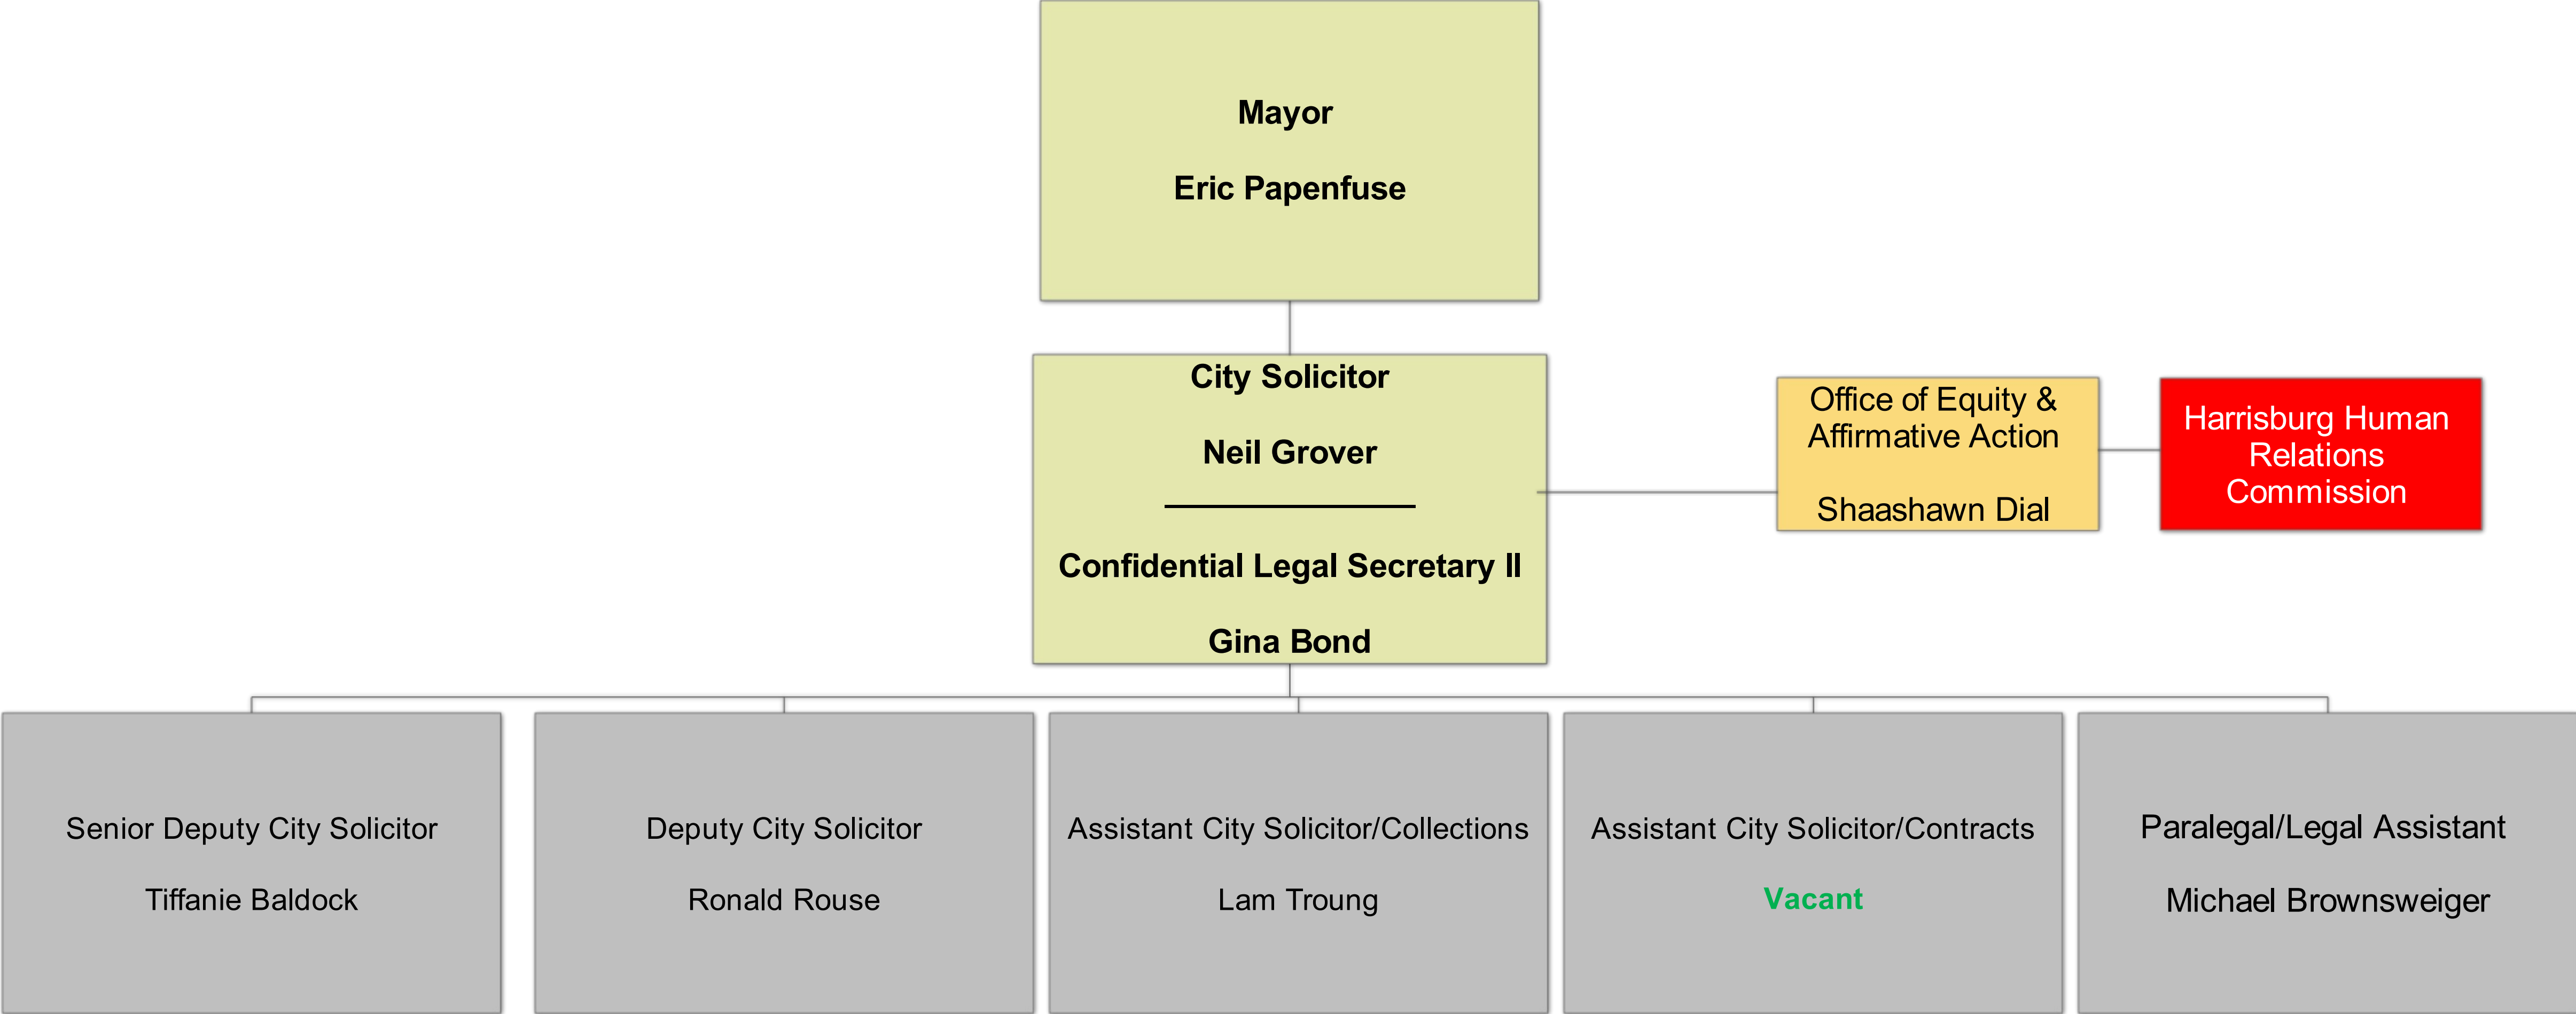 Mayor
Eric Papenfuse
City Solicitor
Neil Grover
Confidential Legal Secretary II
Gina Bond
Office of Equity &
Affirmative Action
Shaashawn Dial
Harrisburg Human
Relations
Commission
Senior Deputy City Solicitor
Tiffanie Baldock
Deputy City Solicitor
Ronald Rouse
Assistant City Solicitor/Collections
Lam Troung
Assistant City Solicitor/Contracts
Vacant
Paralegal/Legal Assistant
Michael Brownsweiger